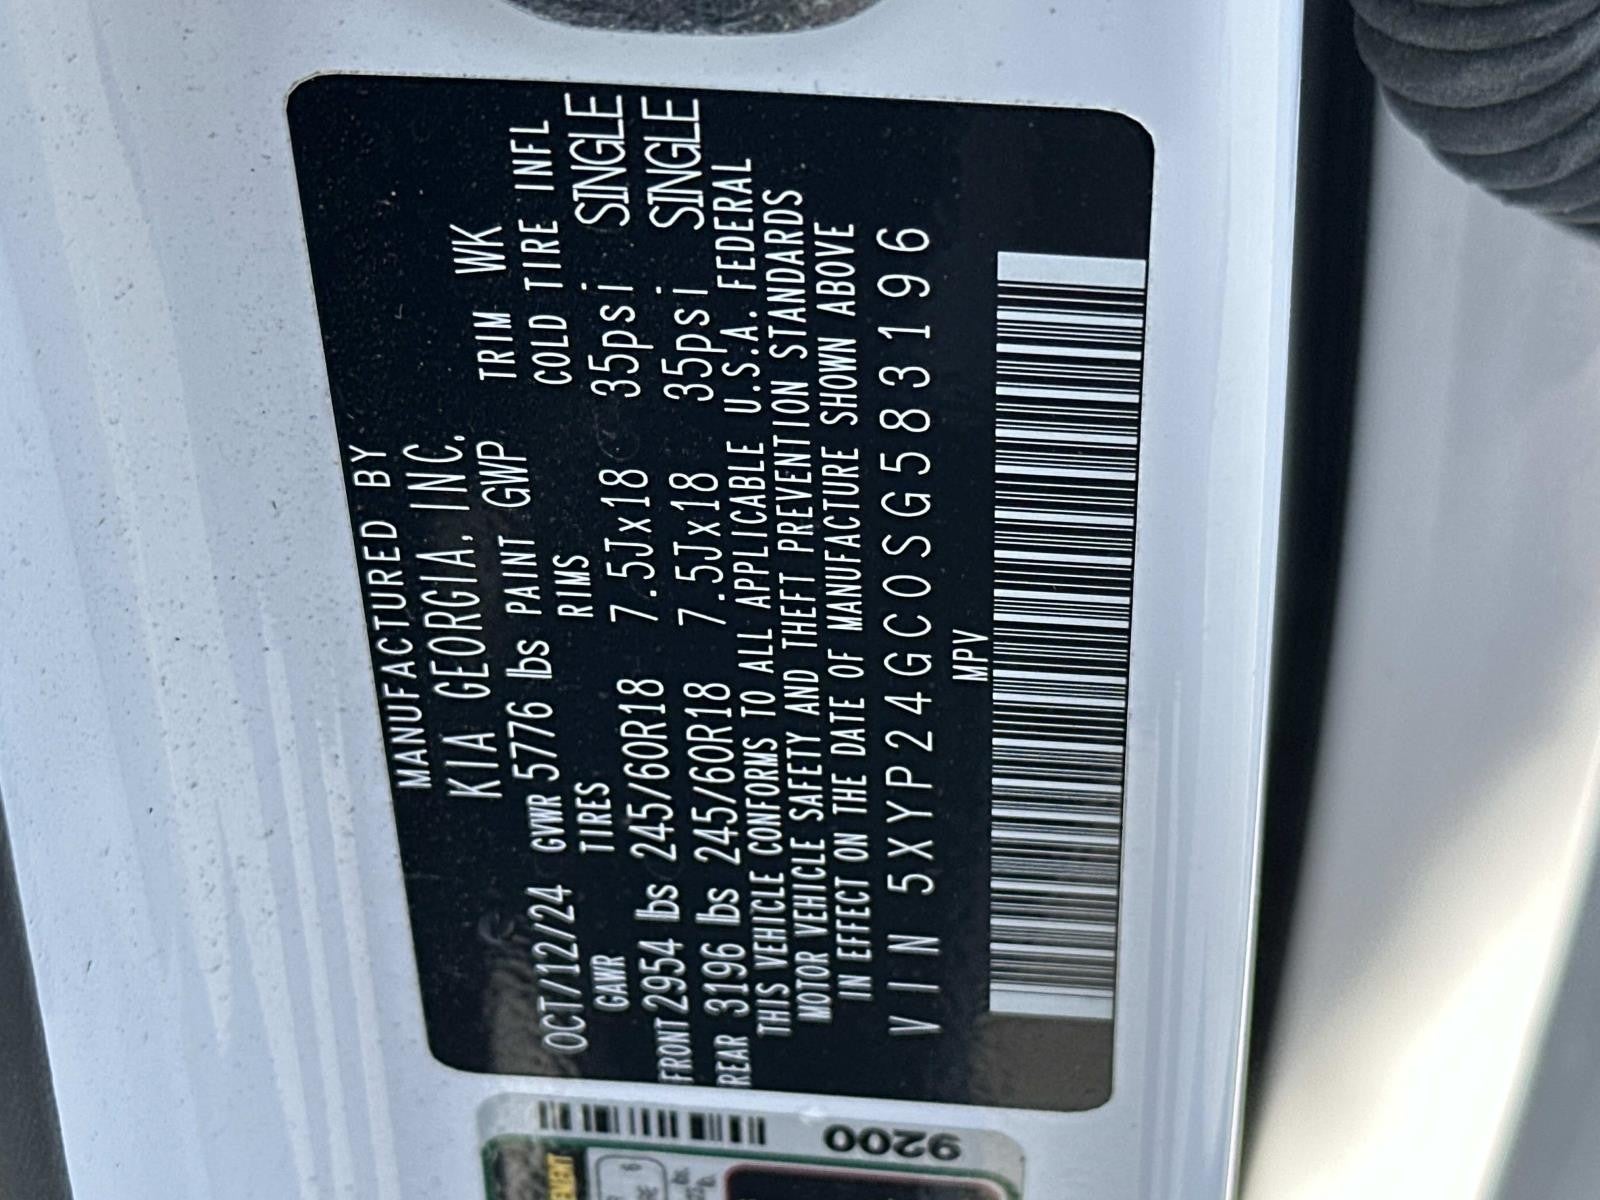 MANUFACTURED BY
KIA GEORGIA, INC.
OCT/12/24 GVWR 5776 lbs PAINT GWP TRIM WK
GAWR TIRES RIMS COLD TIRE INFL
FRONT 2954 lbs 245/60R18 7.5Jx18 35psi SINGLE
REAR 3196 lbs 245/60R18 7.5Jx18 35psi SINGLE
THIS VEHICLE CONFORMS TO ALL APPLICABLE U.S.A. FEDERAL
MOTOR VEHICLE SAFETY AND THEFT PREVENTION STANDARDS
IN EFFECT ON THE DATE OF MANUFACTURE SHOWN ABOVE
VIN 5XYP24GC0SG583196
MPV
9200